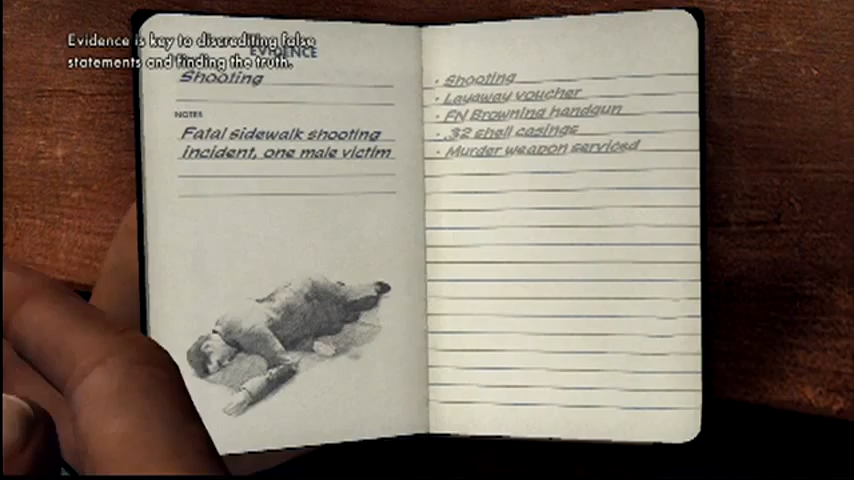 Evidence is key to discrediting false
statements and finding the truth.
EVIDENCE
Shooting
NOTES
Fatal sidewalk shooting
incident, one male victim
• Shooting
• Layaway voucher
• FN Browning handgun
• .32 shell casings
• Murder weapon serviced